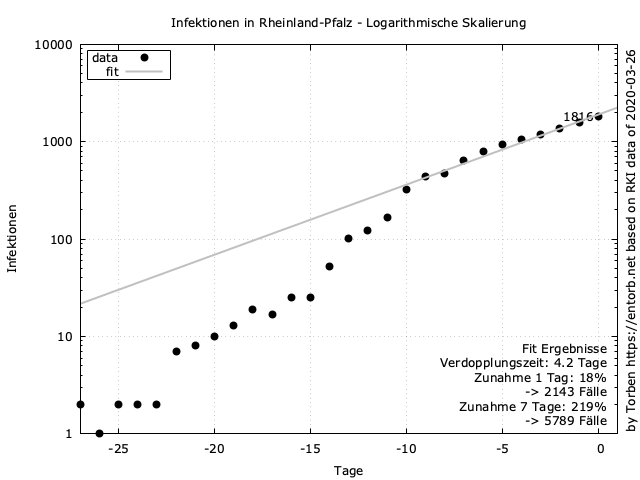 Infektionen in Rheinland-Pfalz - Logarithmische Skalierung
data
fit
10000
1000
100
10
1
Infektionen
1816
Fit Ergebnisse
Verdopplungszeit: 4.2 Tage
Zunahme 1 Tag: 18%
-> 2143 Fälle
Zunahme 7 Tage: 219%
-> 5789 Fälle
-25
-20
-15
-10
-5
0
Tage
by Torben https://entorb.net based on RKI data of 2020-03-26